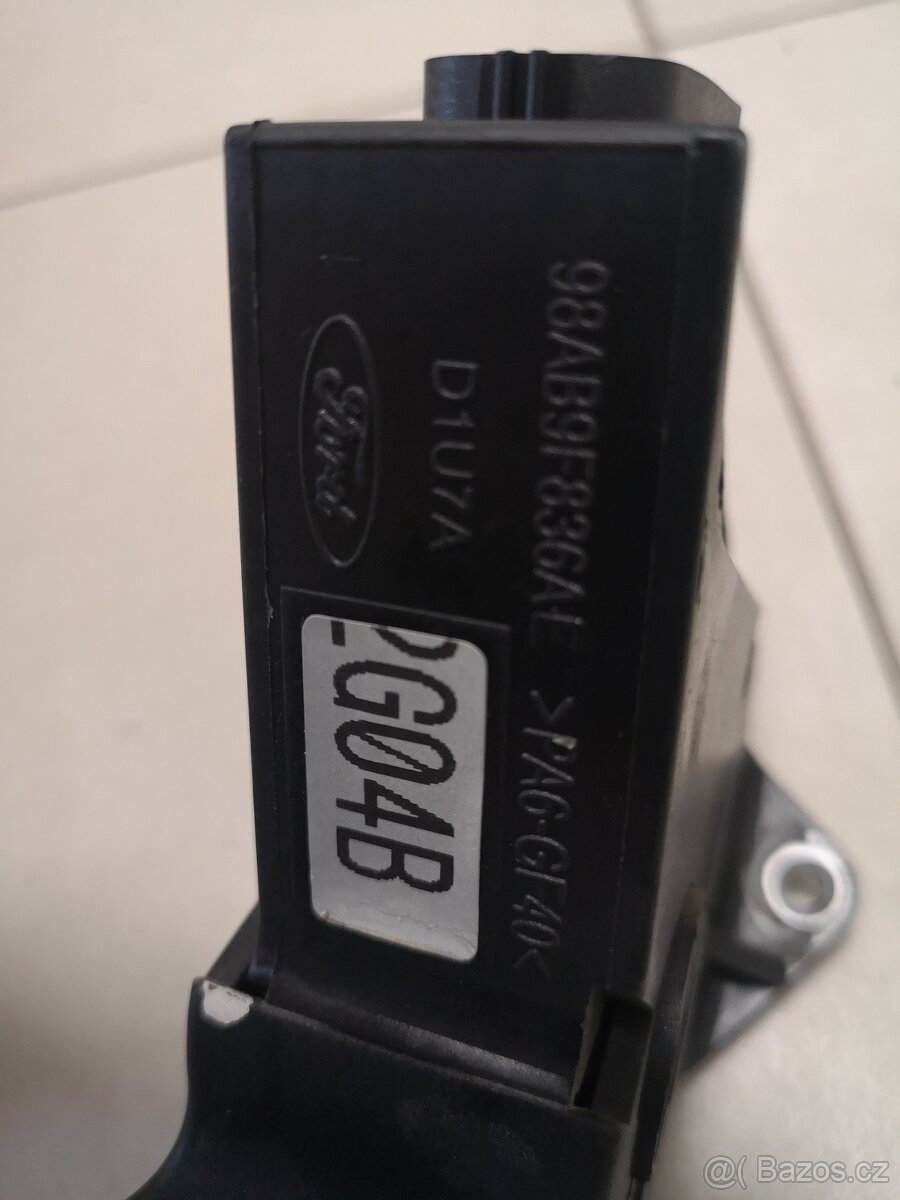 98AB9F836AE >PA6-GF40<
D1U7A
Ford
2G04B
@( Bazos.cz